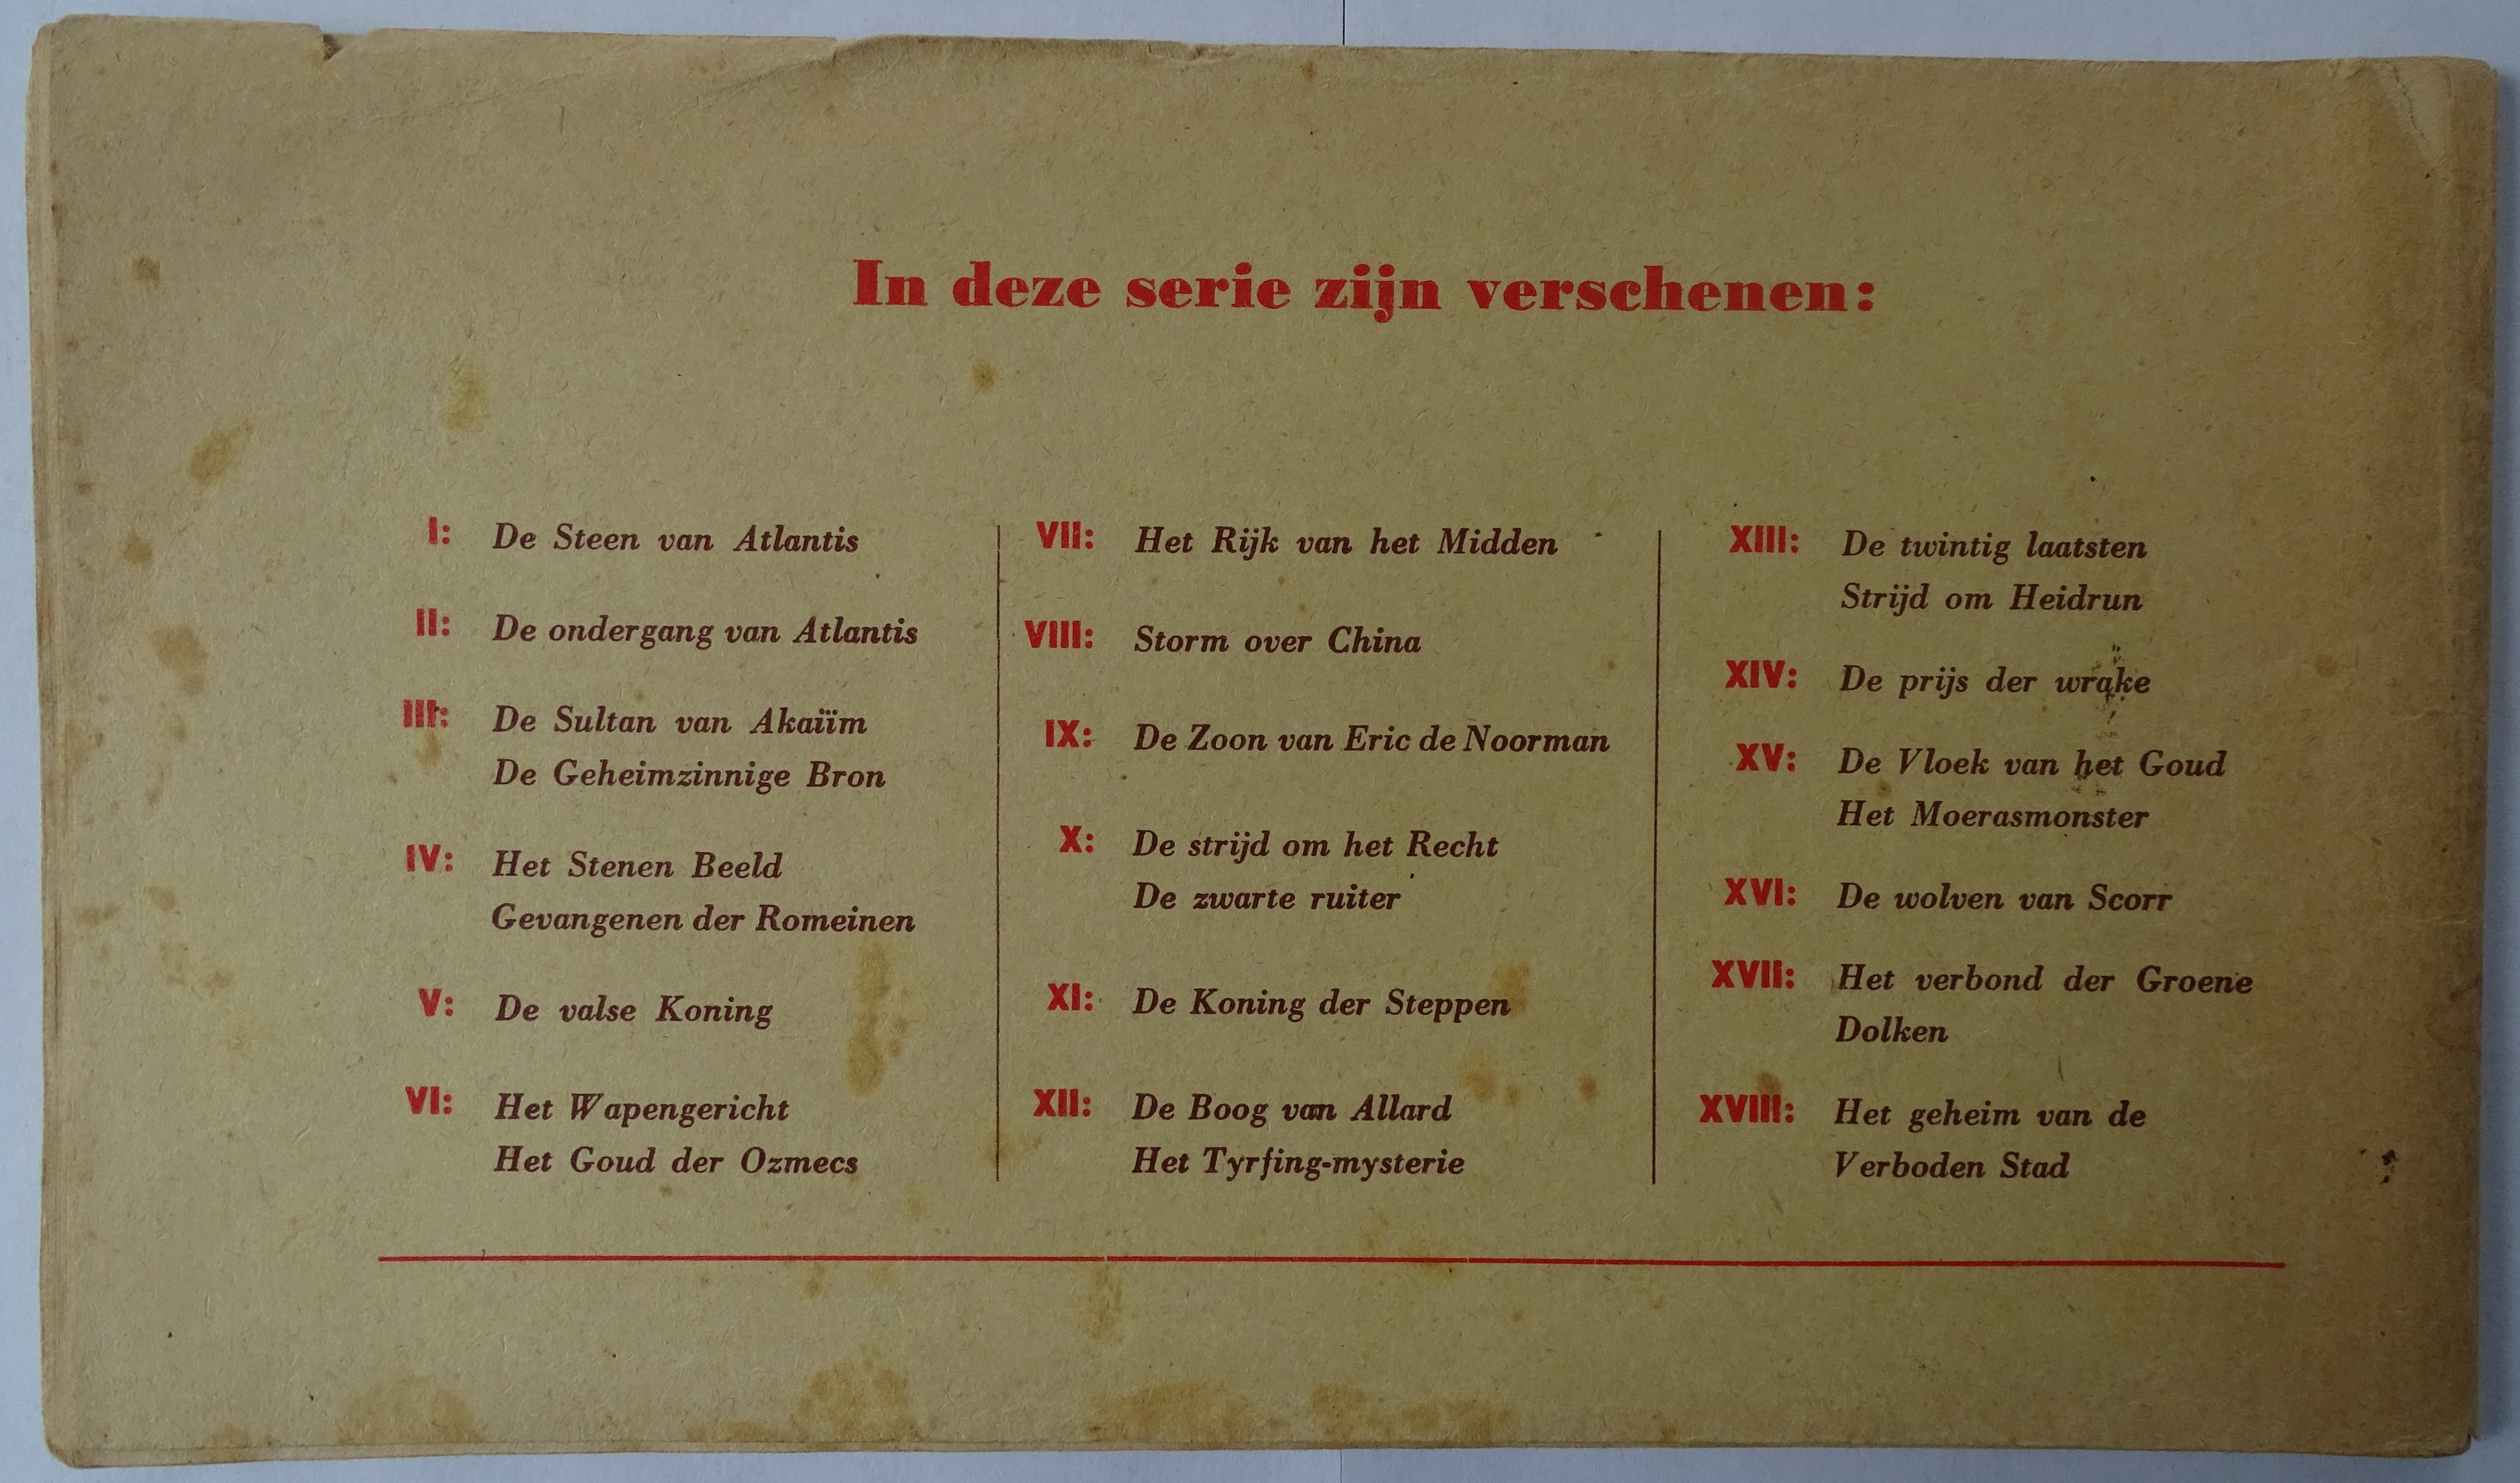 In deze serie zijn verschenen:
I: De Steen van Atlantis
II: De ondergang van Atlantis
III: De Sultan van Akaïim
De Geheimzinnige Bron
IV: Het Stenen Beeld
Gevangenen der Romeinen
V: De valse Koning
VI: Het Wapengericht
Het Goud der Ozmecs
VII: Het Rijk van het Midden
VIII: Storm over China
IX: De Zoon van Eric de Noorman
X: De strijd om het Recht
De zwarte ruiter
XI: De Koning der Steppen
XII: De Boog van Allard
Het Tyrfing-mysterie
XIII: De twintig laatsten
Strijd om Heidrun
XIV: De prijs der wrake
XV: De Vloek van het Goud
Het Moerasmonster
XVI: De wolven van Scorr
XVII: Het verbond der Groene
Dolken
XVIII: Het geheim van de
Verboden Stad